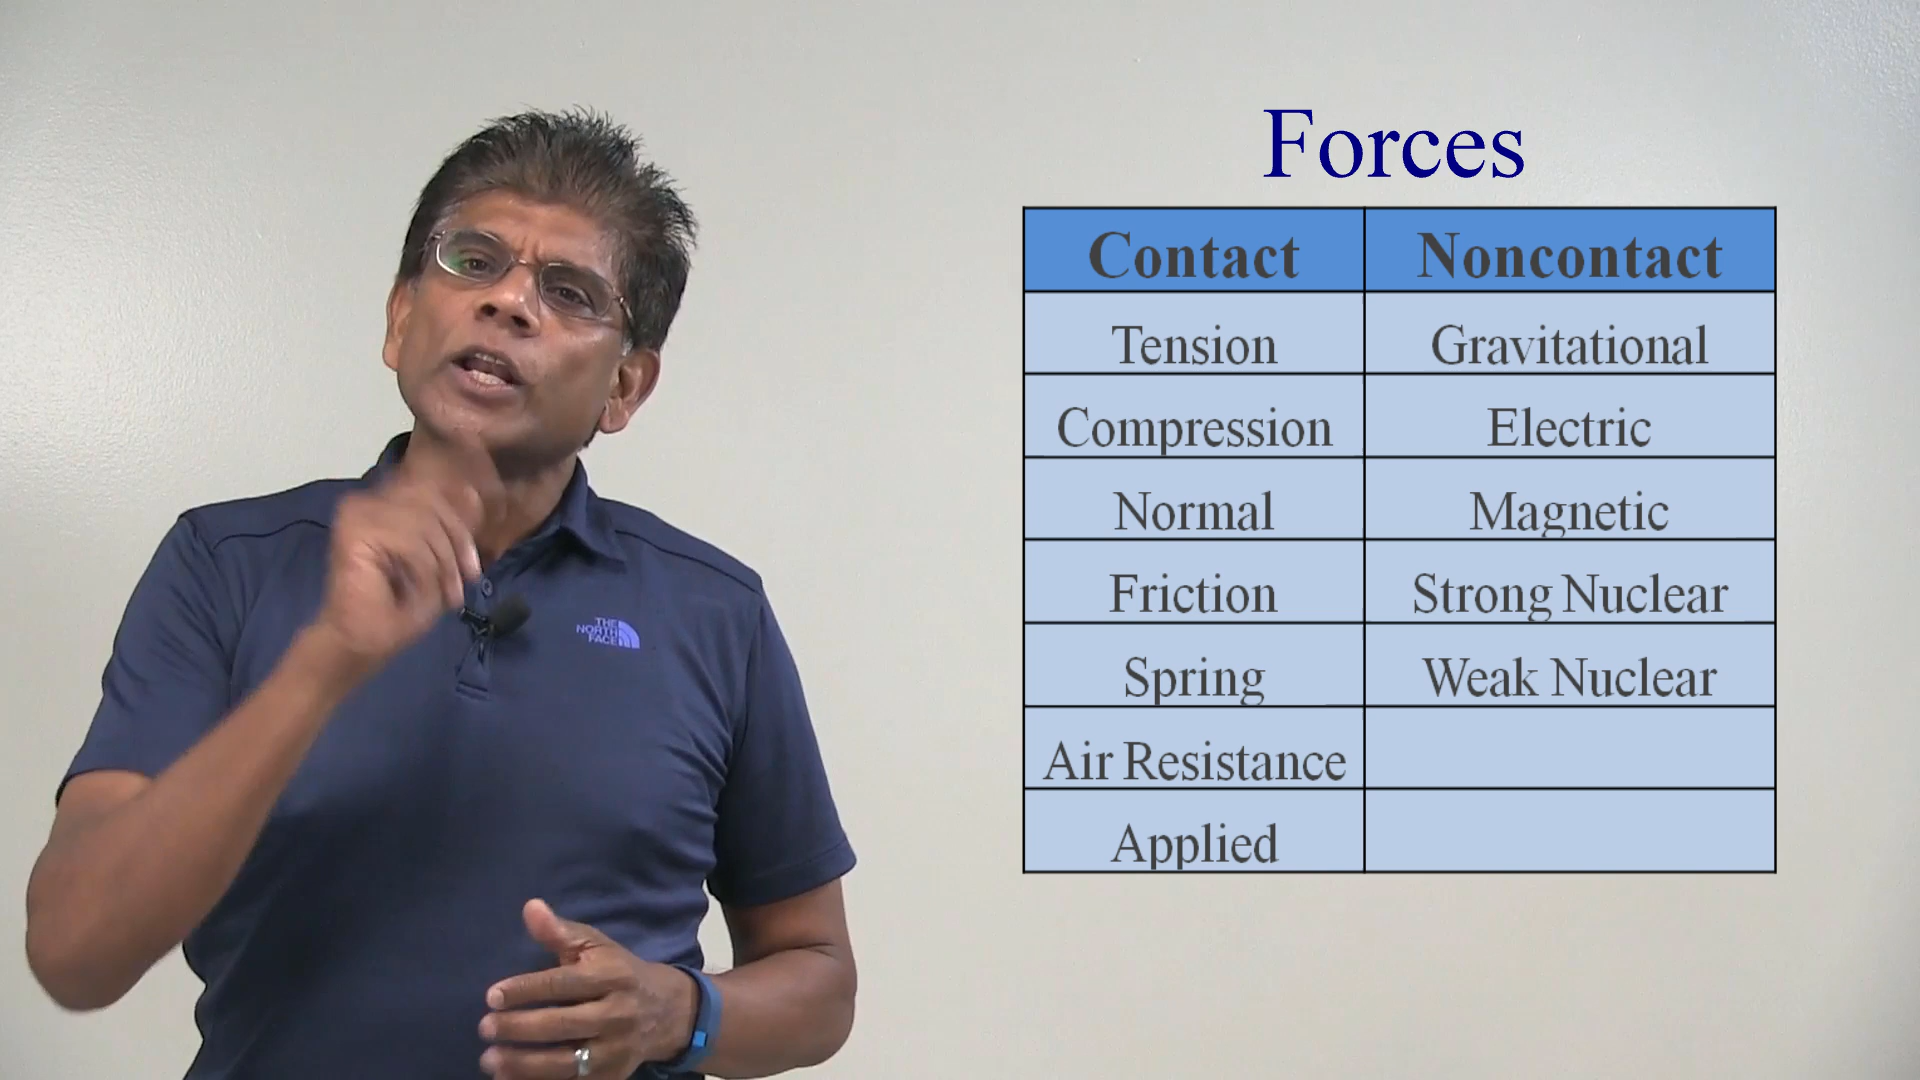 Forces
Contact Noncontact
Tension Gravitational
Compression Electric
Normal Magnetic
Friction Strong Nuclear
Spring Weak Nuclear
Air Resistance
Applied
THE
NORTH
FACE